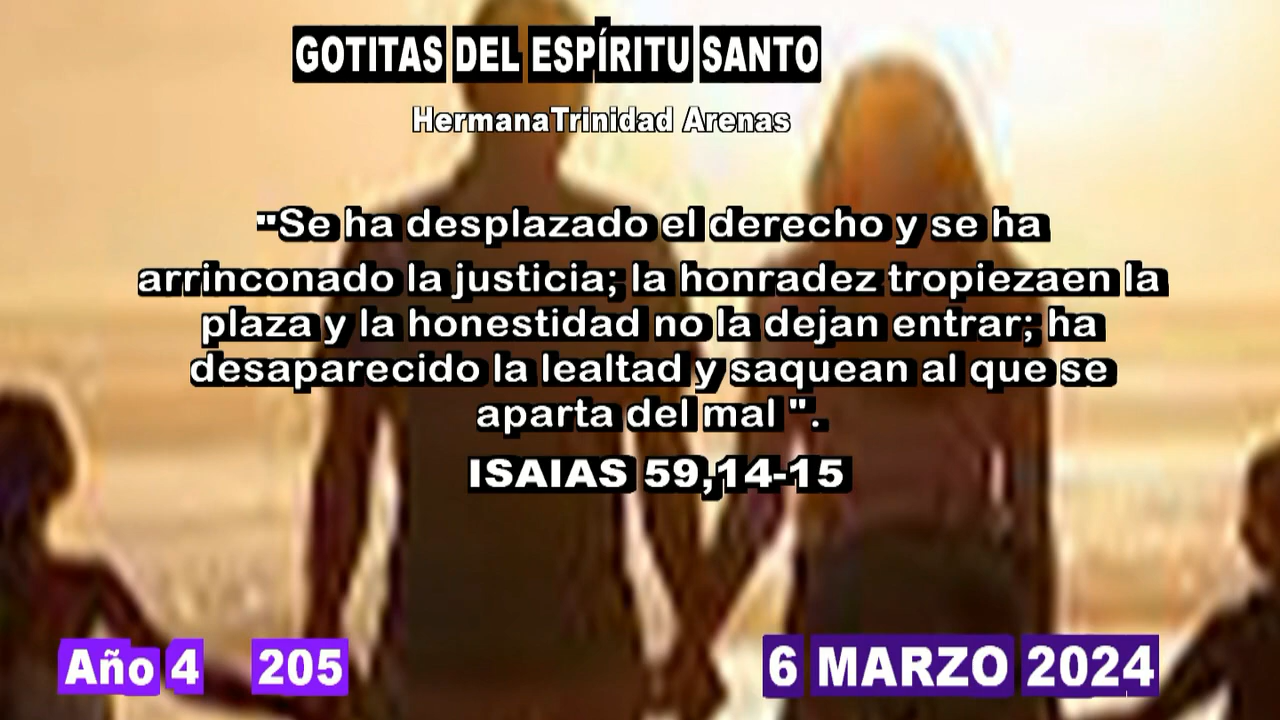 GOTITAS DEL ESPÍRITU SANTO
HermanaTrinidad Arenas
"Se ha desplazado el derecho y se ha
arrinconado la justicia; la honradez tropiezaen la
plaza y la honestidad no la dejan entrar; ha
desaparecido la lealtad y saquean al que se
aparta del mal ".
ISAIAS 59,14-15
Año 4 205
6 MARZO 2024